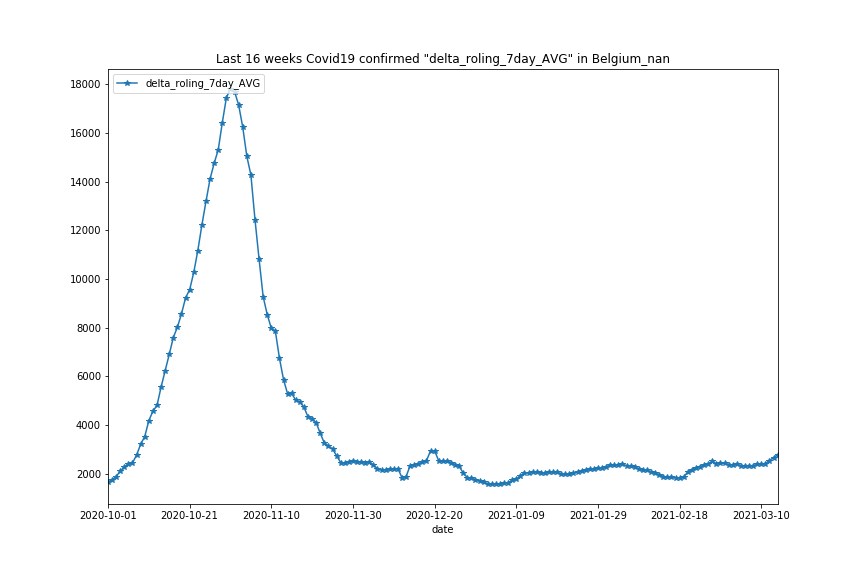 Last 16 weeks Covid19 confirmed "delta_roling_7day_AVG" in Belgium_nan
delta_roling_7day_AVG
18000
16000
14000
12000
10000
8000
6000
4000
2000
2020-10-01 2020-10-21 2020-11-10 2020-11-30 2020-12-20 2021-01-09 2021-01-29 2021-02-18 2021-03-10
date